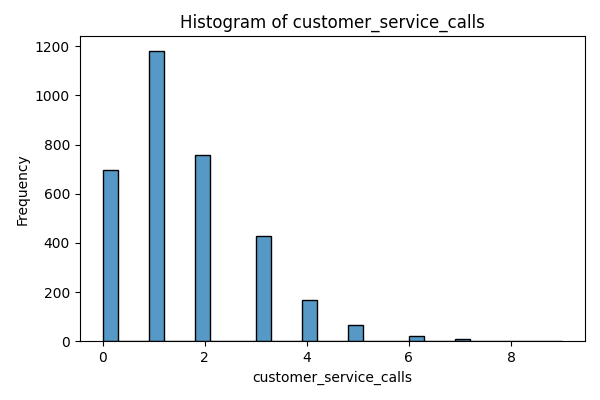 Histogram of customer_service_calls
1200
1000
800
600
400
200
0
Frequency
0 2 4 6 8
customer_service_calls